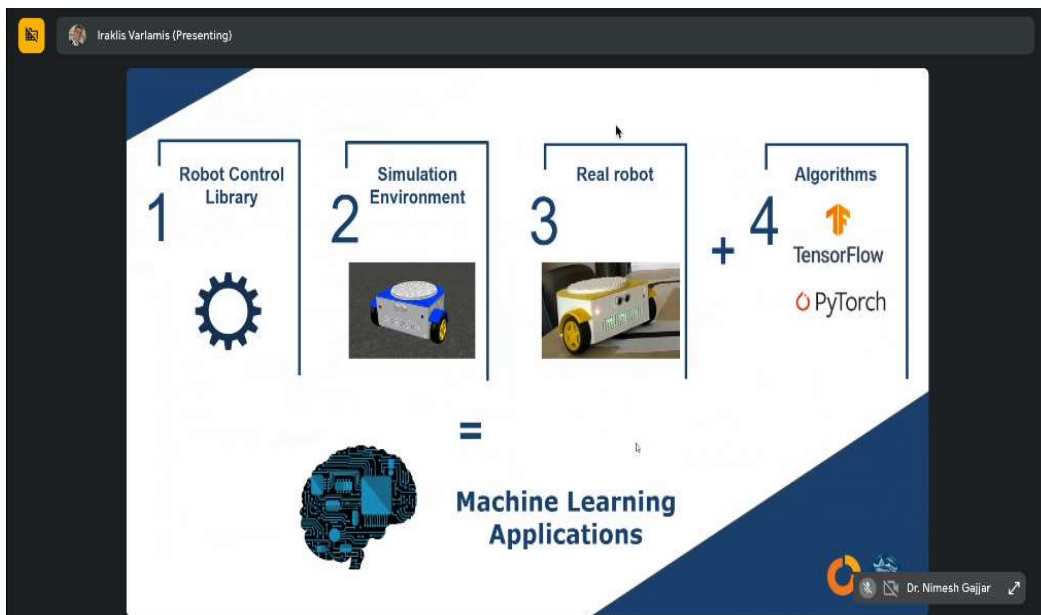 Iraklis Varlamis (Presenting)
1
Robot Control
Library
2
Simulation
Environment
3
Real robot
+
4
Algorithms
TensorFlow
PyTorch
=
Machine Learning
Applications
Dr. Nimesh Gajjar